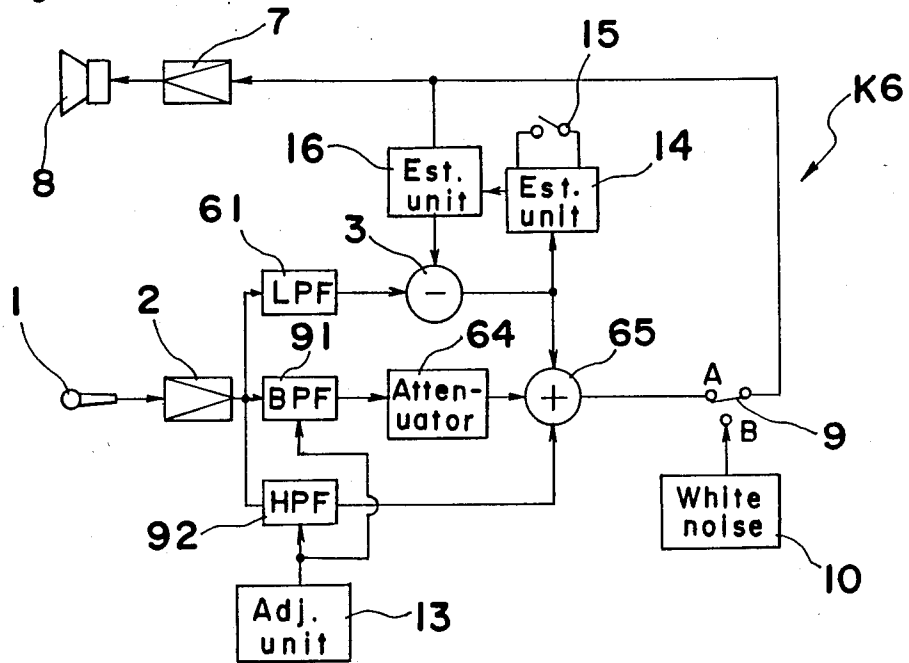 7
15
K6
16
14
8
Est.
unit
Est.
unit
3
61
-
LPF
1
2
91
64
65
BPF
Atten-
uator
+
A
B
9
HPF
92
White
noise
10
Adj.
unit
13